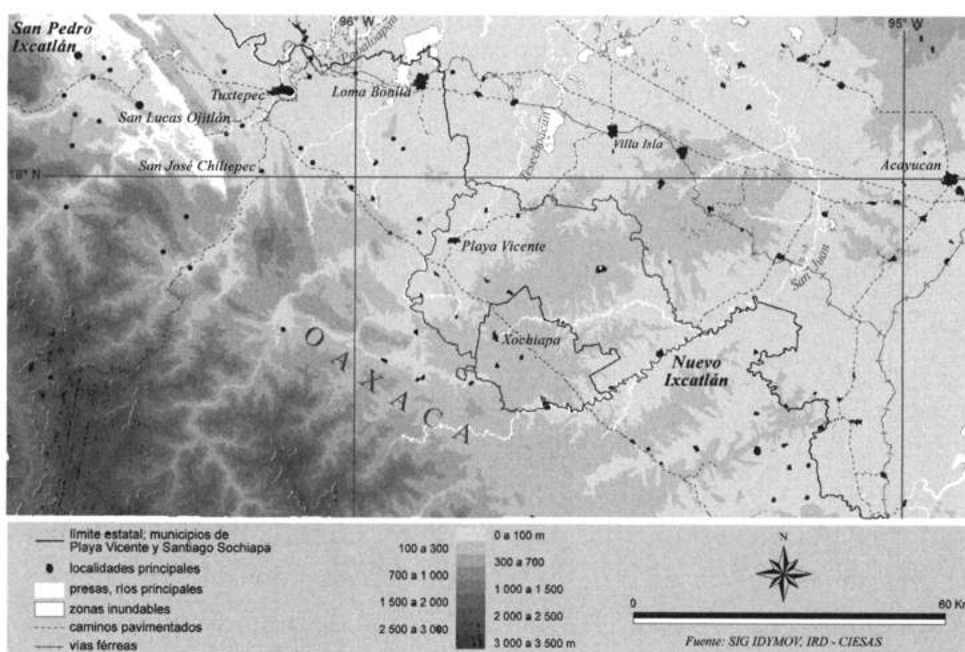 96° W
95° W
San Pedro
Ixcatlán
Papaloapan
Tuxtepec
Loma Bonita
San Lucas Ojitlán
Tesechoacán
Villa Isla
San José Chiltepec
Acayucan
18° N
Playa Vicente
San Juan
OAXACA
Xochiapa
Nuevo
Ixcatlán
límite estatal; municipios de
Playa Vicente y Santiago Sochiapa
localidades principales
presas, ríos principales
zonas inundables
caminos pavimentados
vías férreas
0 a 100 m
100 a 300
300 a 700
700 a 1 000
1 000 a 1 500
1 500 a 2 000
2 000 a 2 500
2 500 a 3 000
3 000 a 3 500 m
N
0
60 Km
Fuente: SIG IDYMOV, IRD - CIESAS